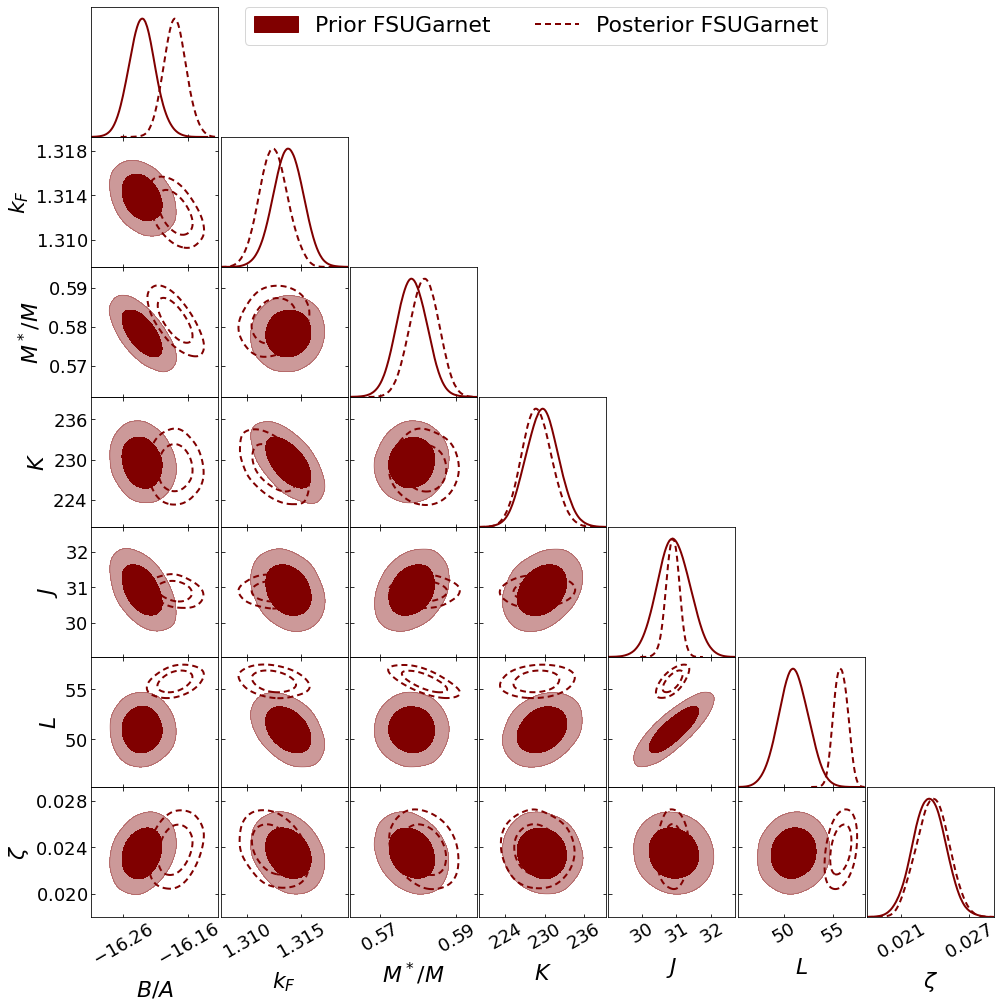 Prior FSUGarnet
Posterior FSUGarnet
1.318
1.314
1.310
k_F
0.59
0.58
0.57
M*/M
236
230
224
K
32
31
30
J
55
50
L
0.028
0.024
0.020
ζ
−16.26 −16.16 1.310 1.315 0.57 0.59 224 230 236 30 31 32 50 55 0.021 0.027
B/A k_F M*/M K J L ζ